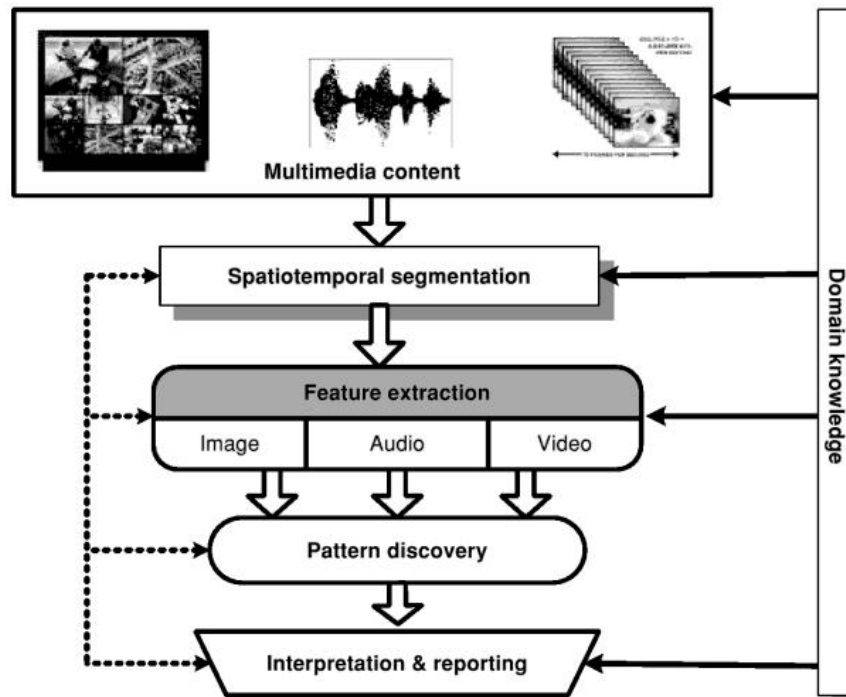 Multimedia content
Spatiotemporal segmentation
Feature extraction
Image
Audio
Video
Pattern discovery
Interpretation & reporting
Domain knowledge